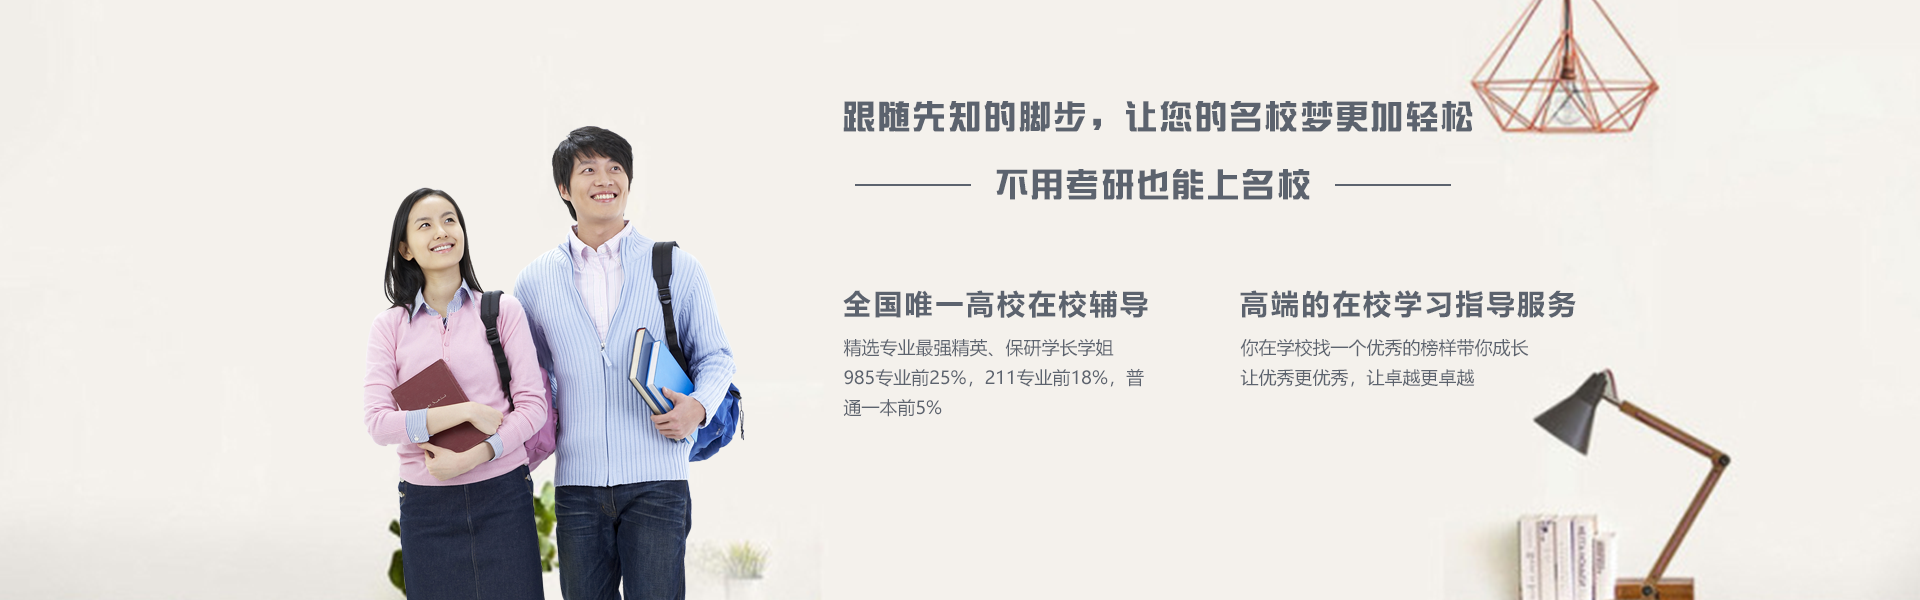 跟随先知的脚步，让您的名校梦更加轻松
不用考研也能上名校
全国唯一高校在校辅导
精选专业最强精英、保研学长学姐
985专业前25%，211专业前18%，普
通一本前5%
高端的在校学习指导服务
你在学校找一个优秀的榜样带你成长
让优秀更优秀，让卓越更卓越